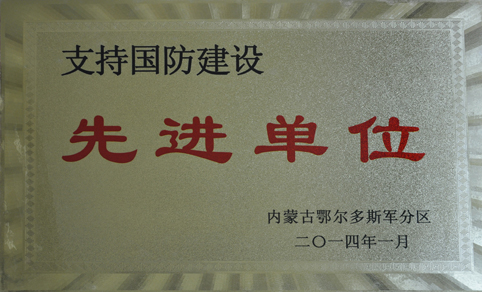 支持国防建设
先进单位
内蒙古鄂尔多斯军分区
二〇一四年一月